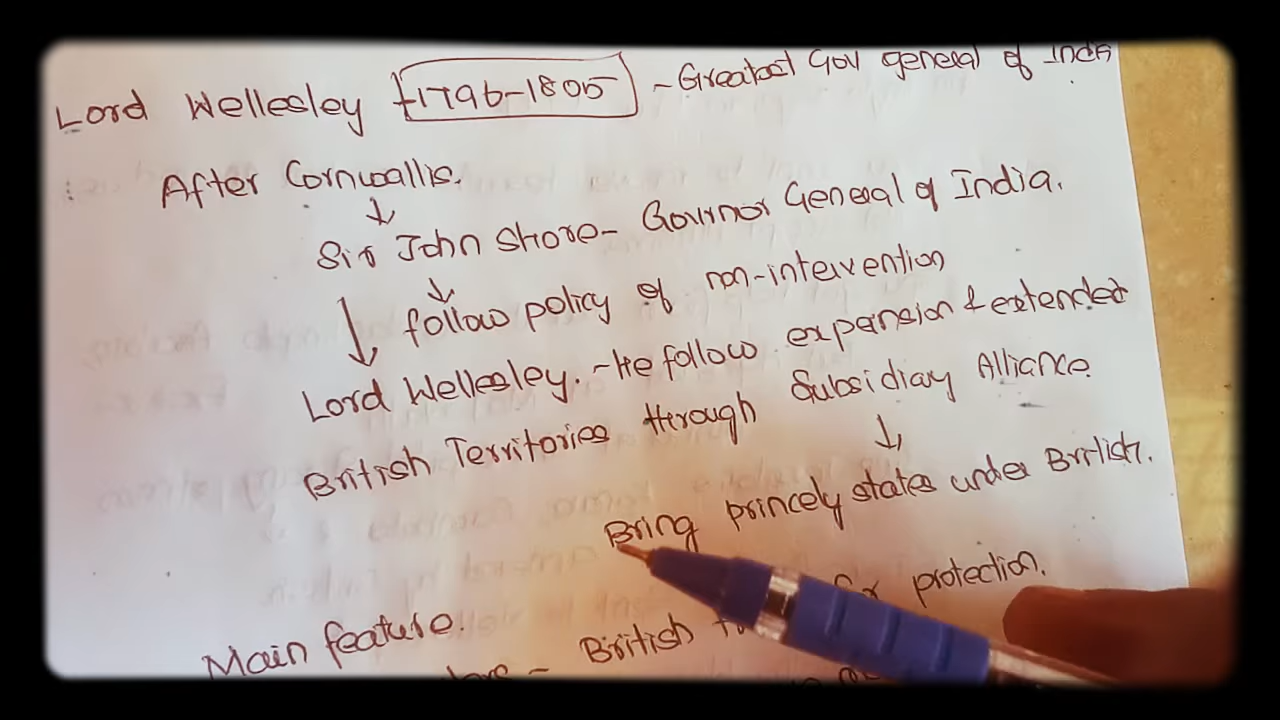 Lord Wellesley [1796-1805] - Greatest Gov general of India
After Cornwallis.
↓
Sir John Shore- Governor General of India.
↓ follow policy of non-intervention
Lord Wellesley. - He follow expansion & extended
British Territories through Subsidiary Alliance
↓
Bring princely states under British.
Main feature.
British for protection.